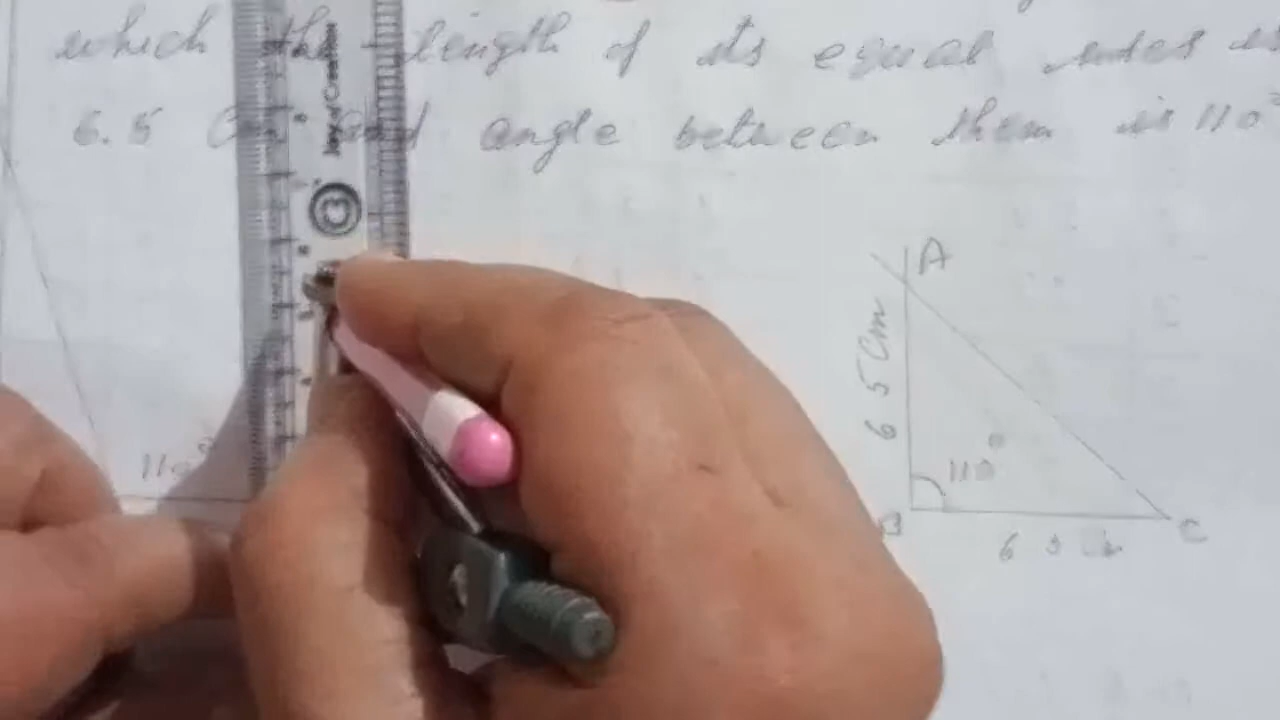 which the length of its equal sides is
6.5 Cm and angle between them is 110°
A
6 5 Cm
110°
110°
B
C
6 5 Cm